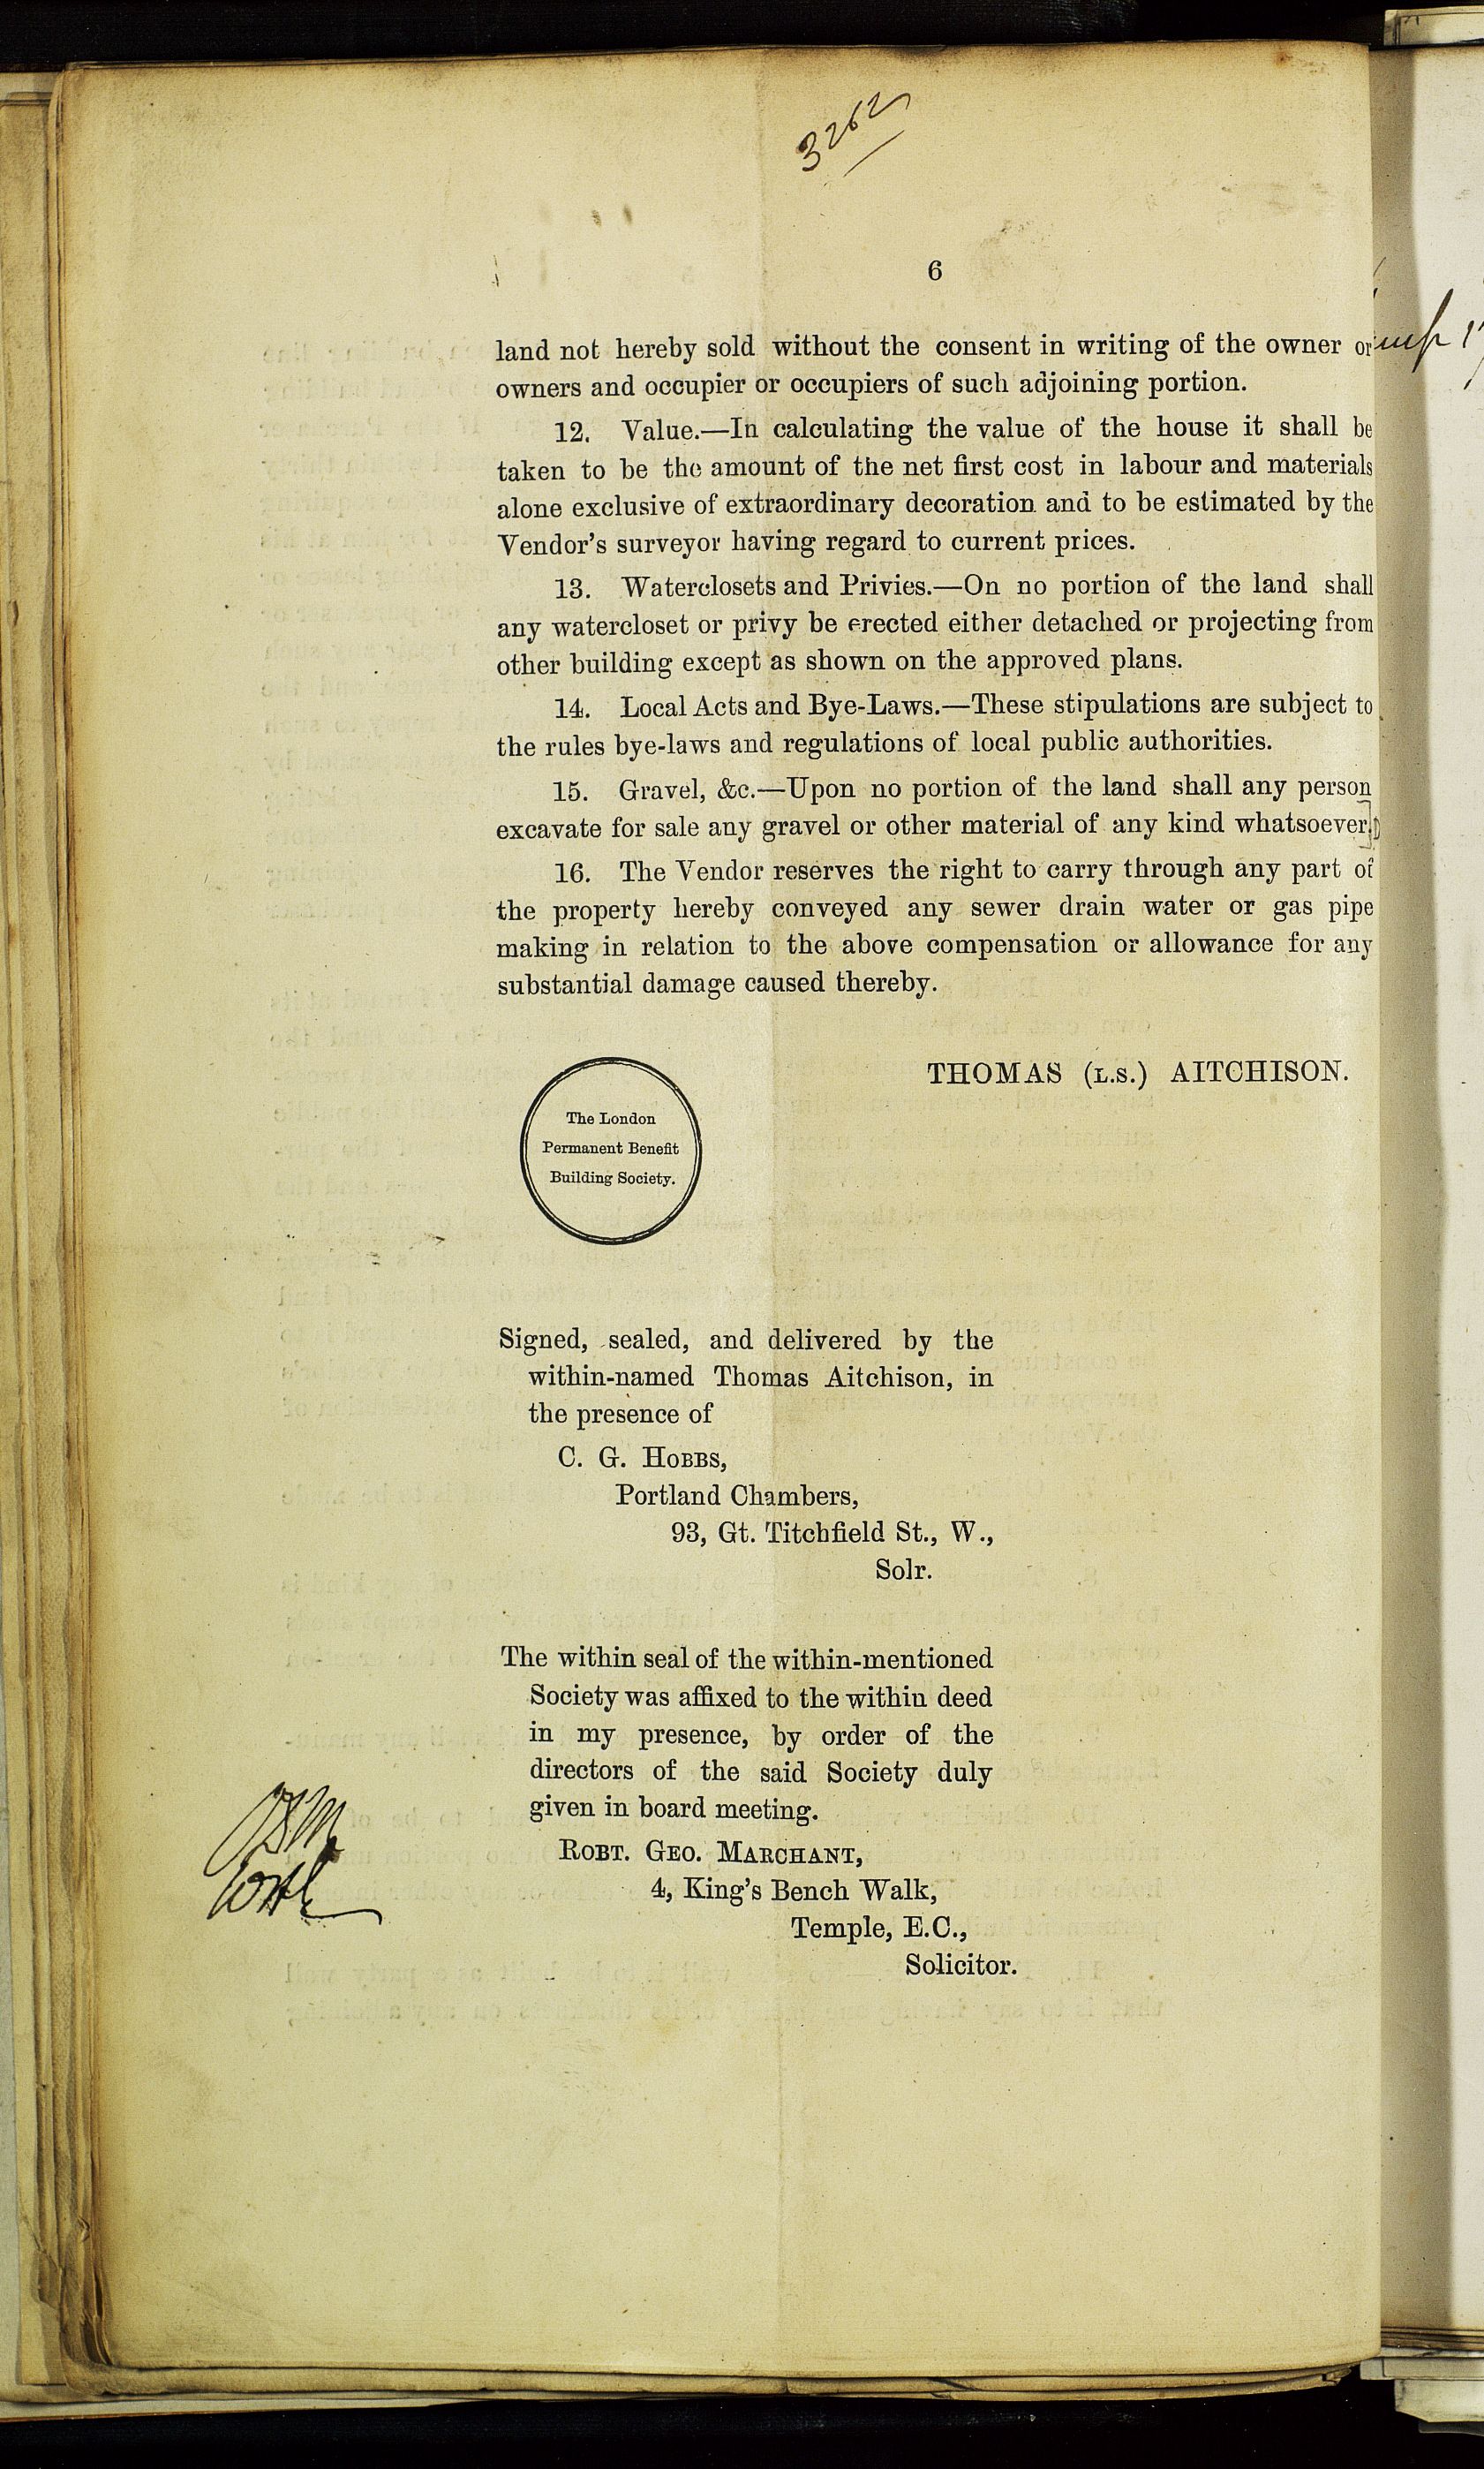 3262
6
land not hereby sold without the consent in writing of the owner or
owners and occupier or occupiers of such adjoining portion.
12. Value.—In calculating the value of the house it shall be
taken to be the amount of the net first cost in labour and materials
alone exclusive of extraordinary decoration and to be estimated by the
Vendor's surveyor having regard to current prices.
13. Waterclosets and Privies.—On no portion of the land shall
any watercloset or privy be erected either detached or projecting from
other building except as shown on the approved plans.
14. Local Acts and Bye-Laws.—These stipulations are subject to
the rules bye-laws and regulations of local public authorities.
15. Gravel, &c.—Upon no portion of the land shall any person
excavate for sale any gravel or other material of any kind whatsoever.
16. The Vendor reserves the right to carry through any part of
the property hereby conveyed any sewer drain water or gas pipe
making in relation to the above compensation or allowance for any
substantial damage caused thereby.
THOMAS (L.S.) AITCHISON.
The London
Permanent Benefit
Building Society.
Signed, sealed, and delivered by the
within-named Thomas Aitchison, in
the presence of
C. G. HOBBS,
Portland Chambers,
93, Gt. Titchfield St., W.,
Solr.
The within seal of the within-mentioned
Society was affixed to the within deed
in my presence, by order of the
directors of the said Society duly
given in board meeting.
ROBT. GEO. MARCHANT,
4, King's Bench Walk,
Temple, E.C.,
Solicitor.